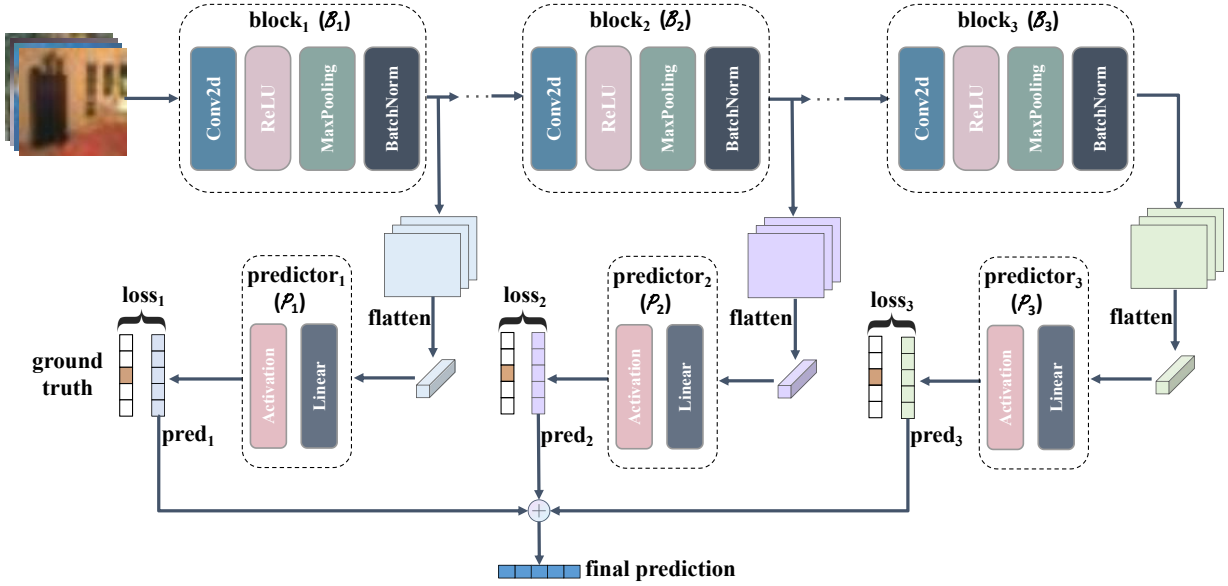 block₁ (ℬ₁)
block₂ (ℬ₂)
block₃ (ℬ₃)
Conv2d
ReLU
MaxPooling
BatchNorm
Conv2d
ReLU
MaxPooling
BatchNorm
Conv2d
ReLU
MaxPooling
BatchNorm
loss₁
predictor₁
(𝒫₁)
flatten
loss₂
predictor₂
(𝒫₂)
flatten
loss₃
predictor₃
(𝒫₃)
flatten
ground
truth
Activation
Linear
Activation
Linear
Activation
Linear
pred₁
pred₂
pred₃
+
final prediction